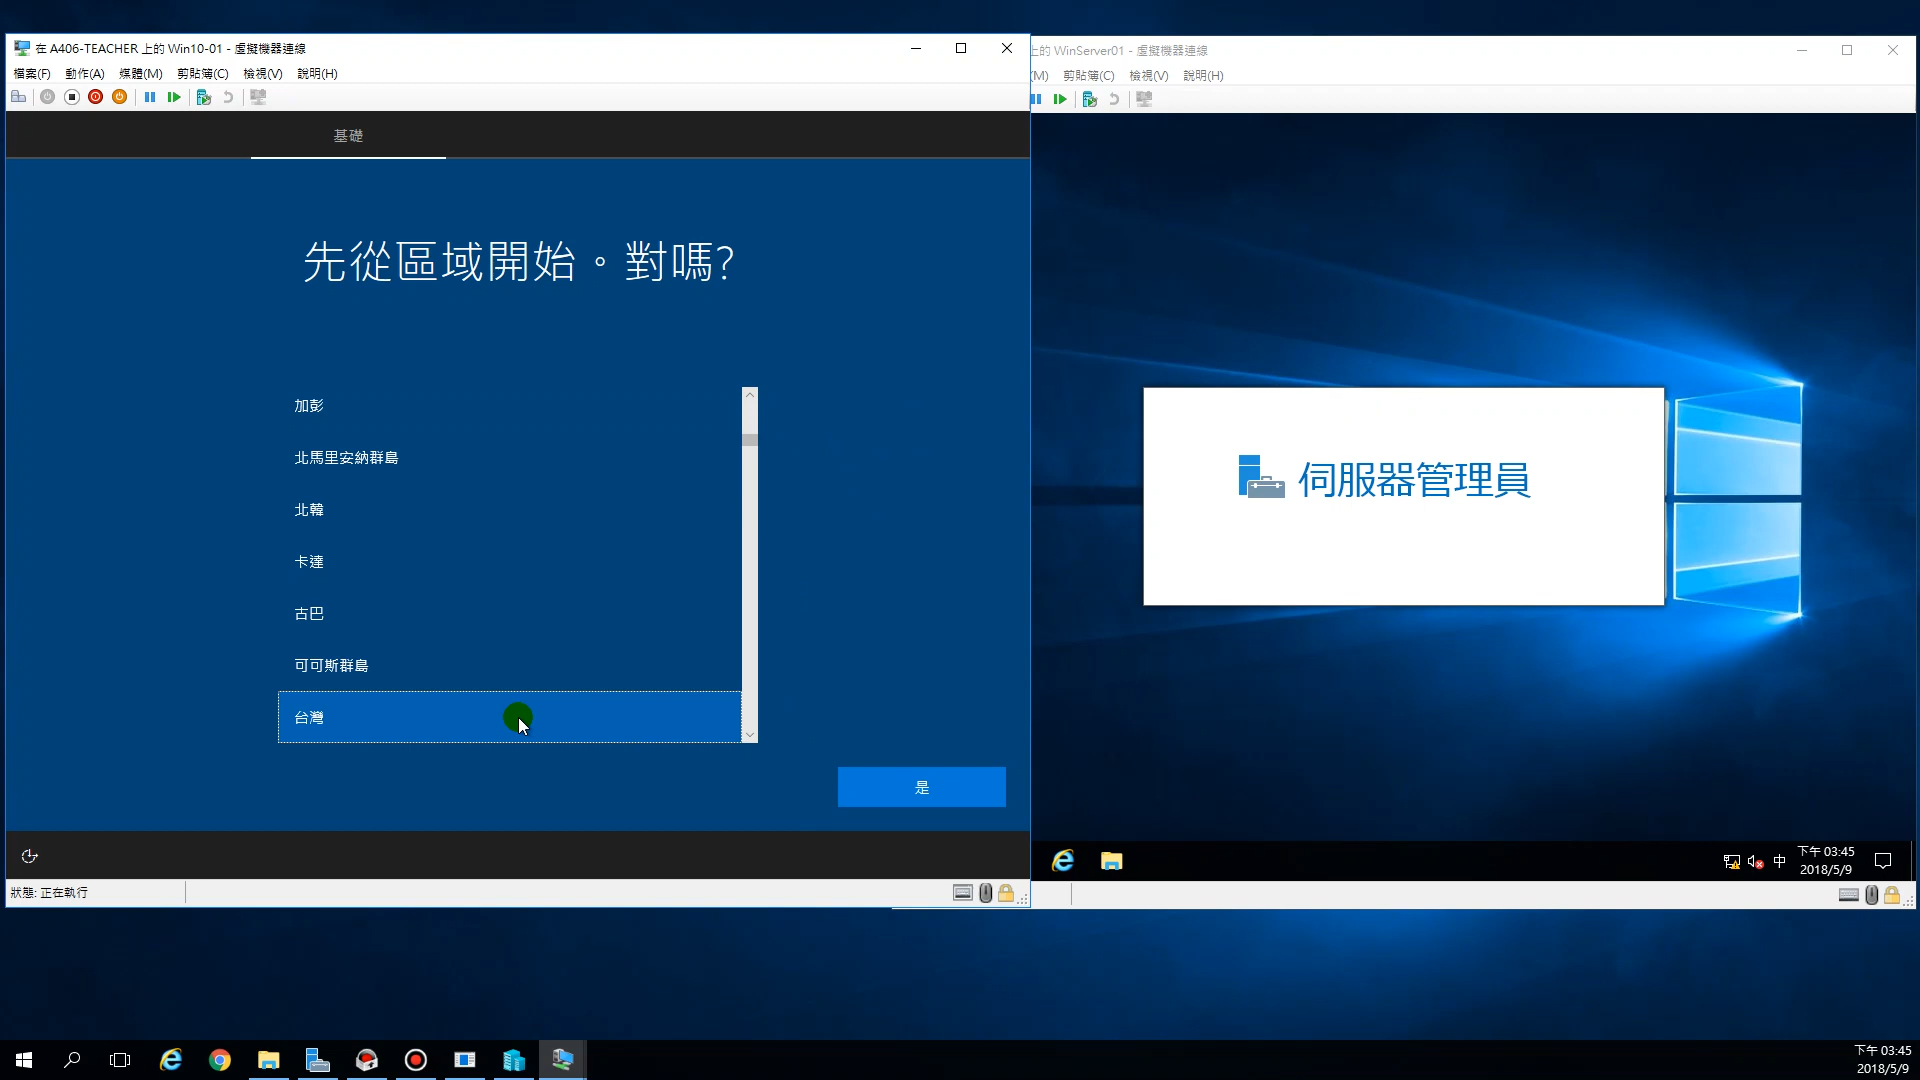 在 A406-TEACHER 上的 Win10-01 - 虛擬機器連線
檔案(F) 動作(A) 媒體(M) 剪貼簿(C) 檢視(V) 說明(H)
基礎
先從區域開始。對嗎?
加彭
北馬里安納群島
北韓
卡達
古巴
可可斯群島
台灣
是
狀態: 正在執行
上的 WinServer01 - 虛擬機器連線
(M) 剪貼簿(C) 檢視(V) 說明(H)
伺服器管理員
中
下午 03:45
2018/5/9
下午 03:45
2018/5/9